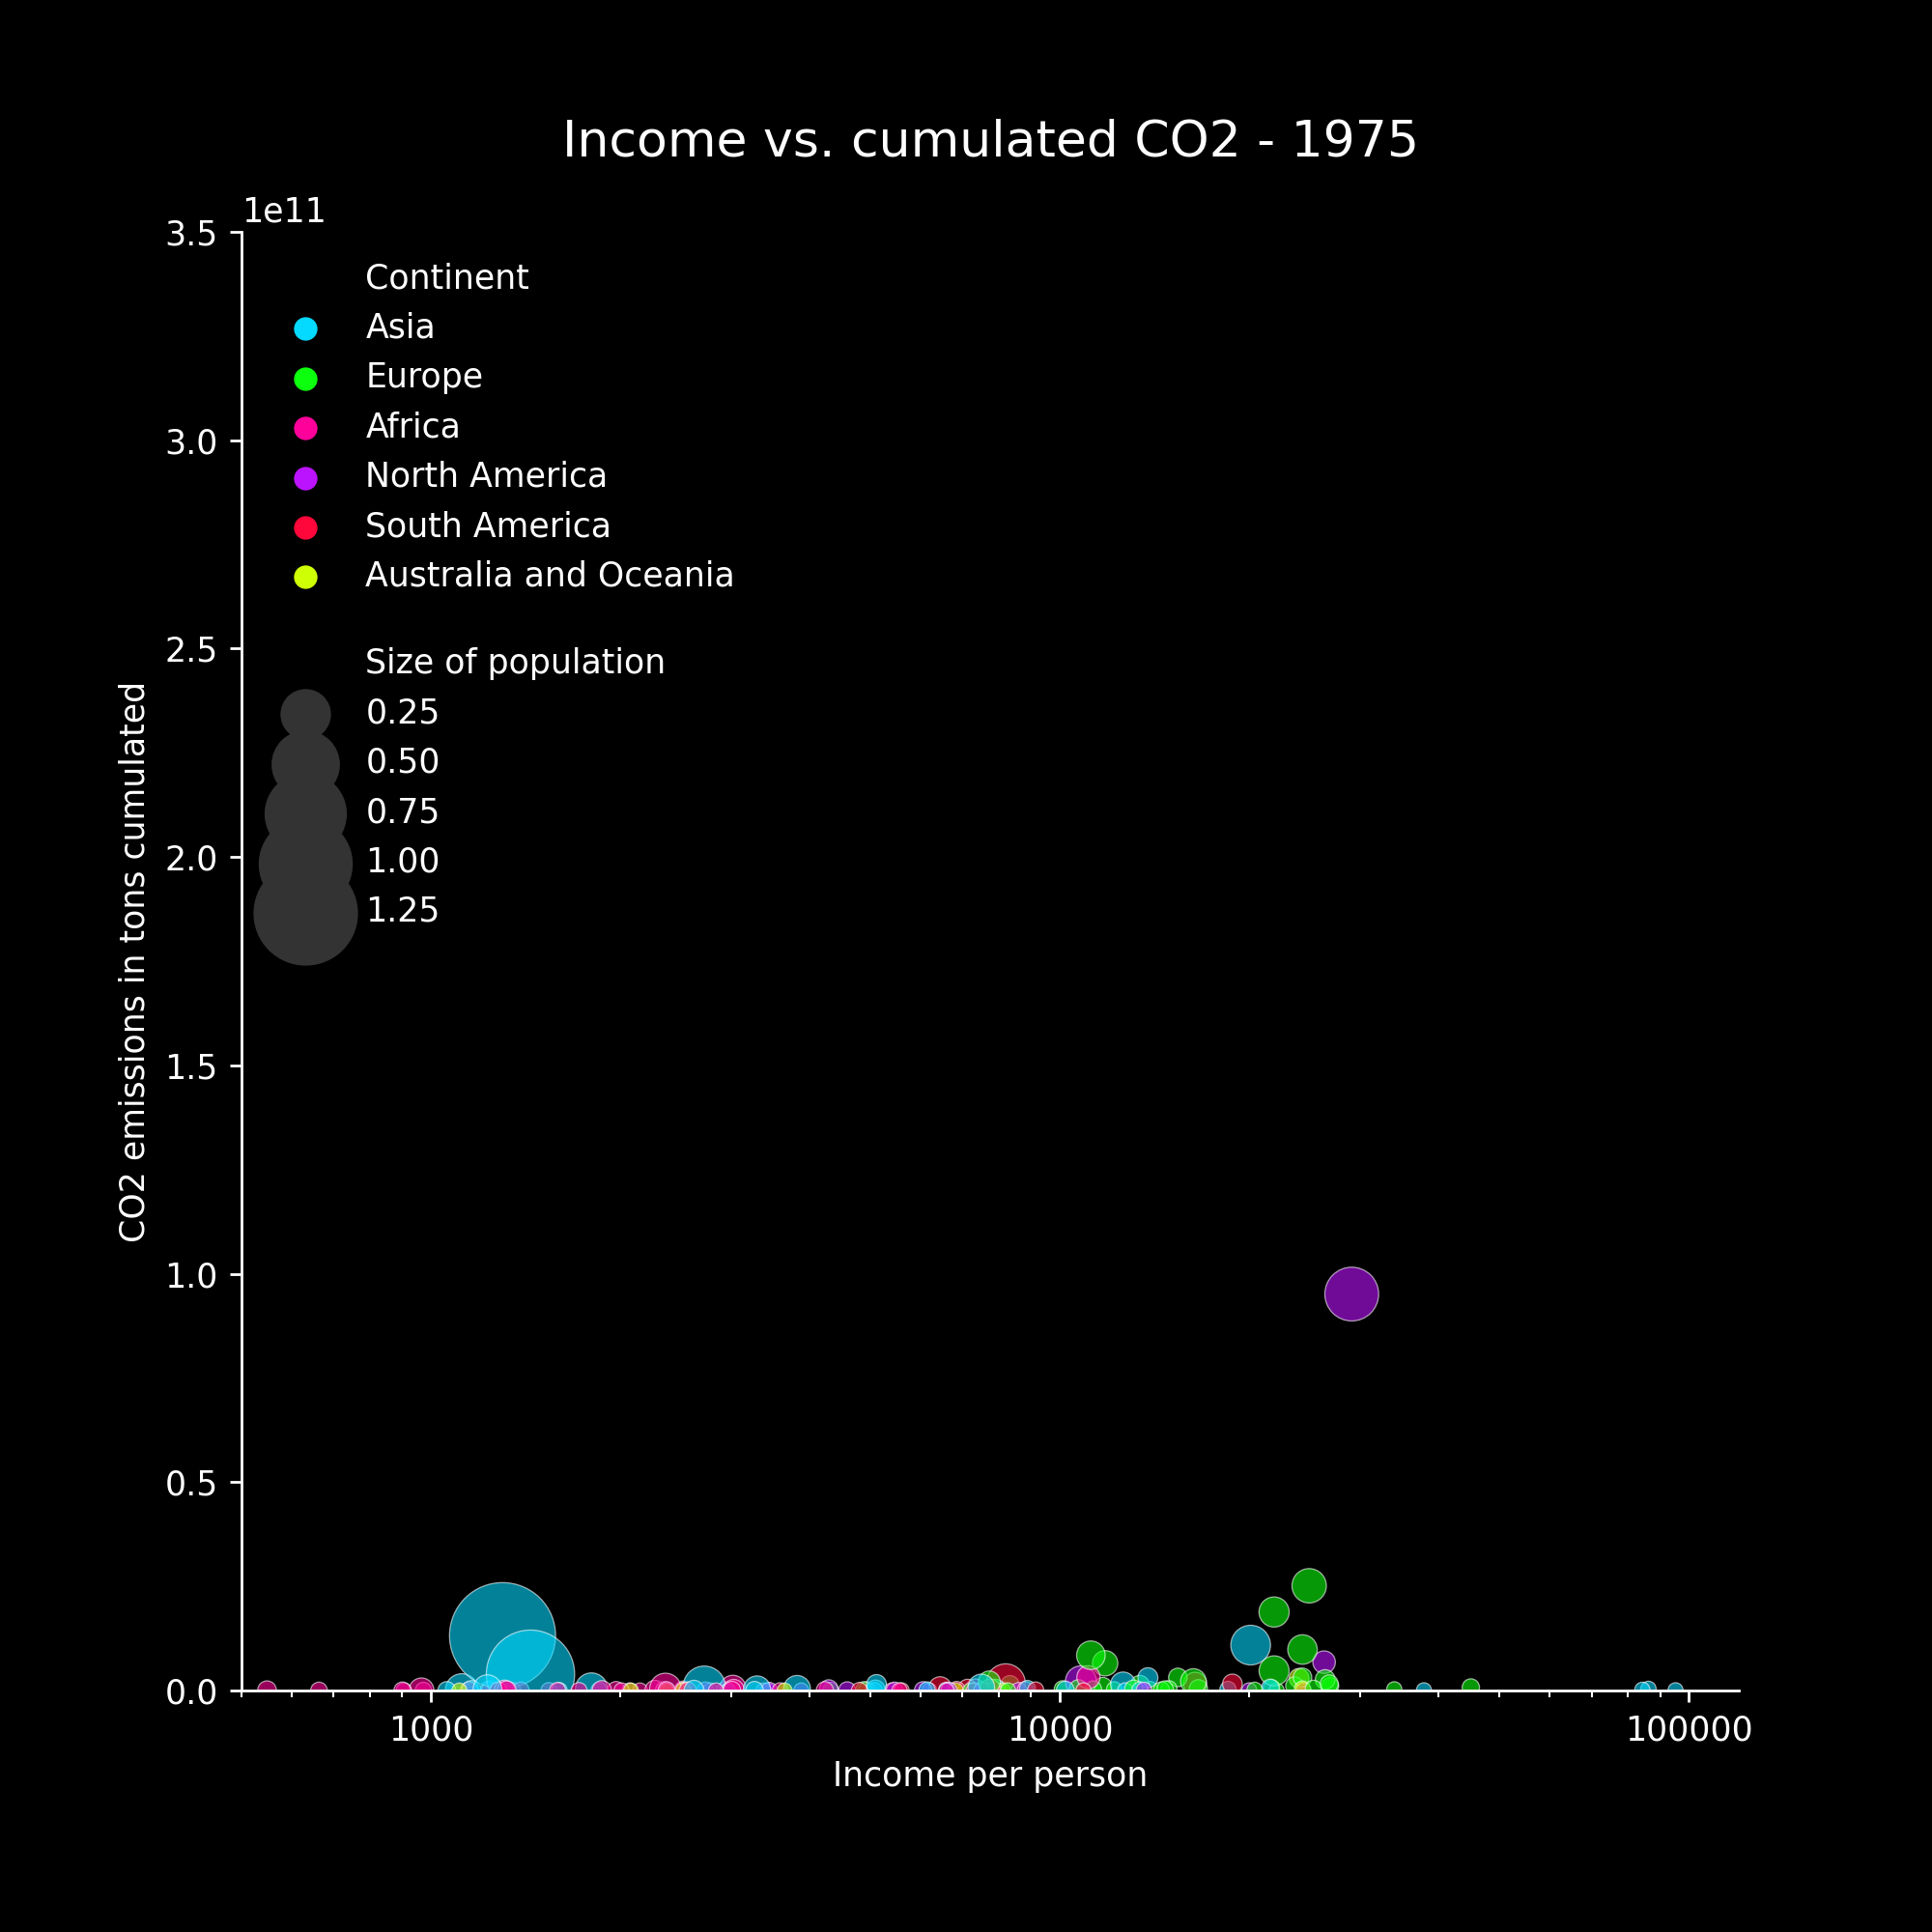 Income vs. cumulated CO2 - 1975
1e11
3.5
3.0
2.5
2.0
1.5
1.0
0.5
0.0
CO2 emissions in tons cumulated
Continent
Asia
Europe
Africa
North America
South America
Australia and Oceania
Size of population
0.25
0.50
0.75
1.00
1.25
1000 10000 100000
Income per person